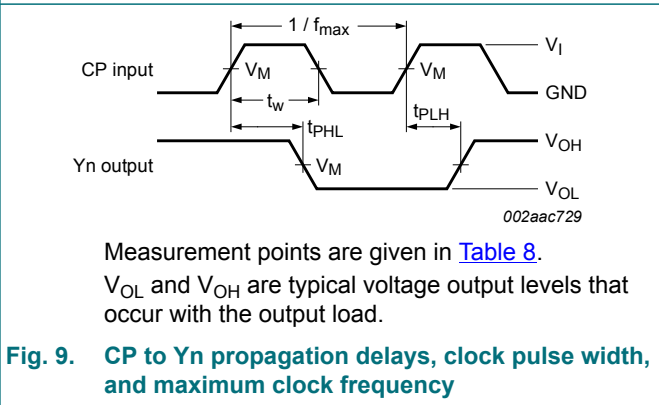 1 / fmax
VI
CP input
VM
VM
GND
tw
tPHL
tPLH
VOH
Yn output
VM
VOL
002aac729
Measurement points are given in Table 8.
VOL and VOH are typical voltage output levels that
occur with the output load.
Fig. 9. CP to Yn propagation delays, clock pulse width,
and maximum clock frequency